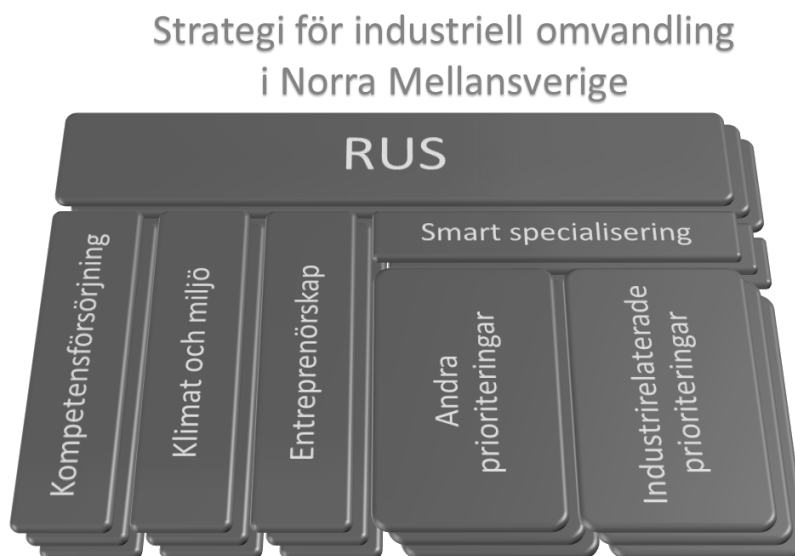 Strategi för industriell omvandling
i Norra Mellansverige
RUS
Kompetensförsörjning
Klimat och miljö
Entreprenörskap
Smart specialisering
Andra
prioriteringar
Industrirelaterade
prioriteringar